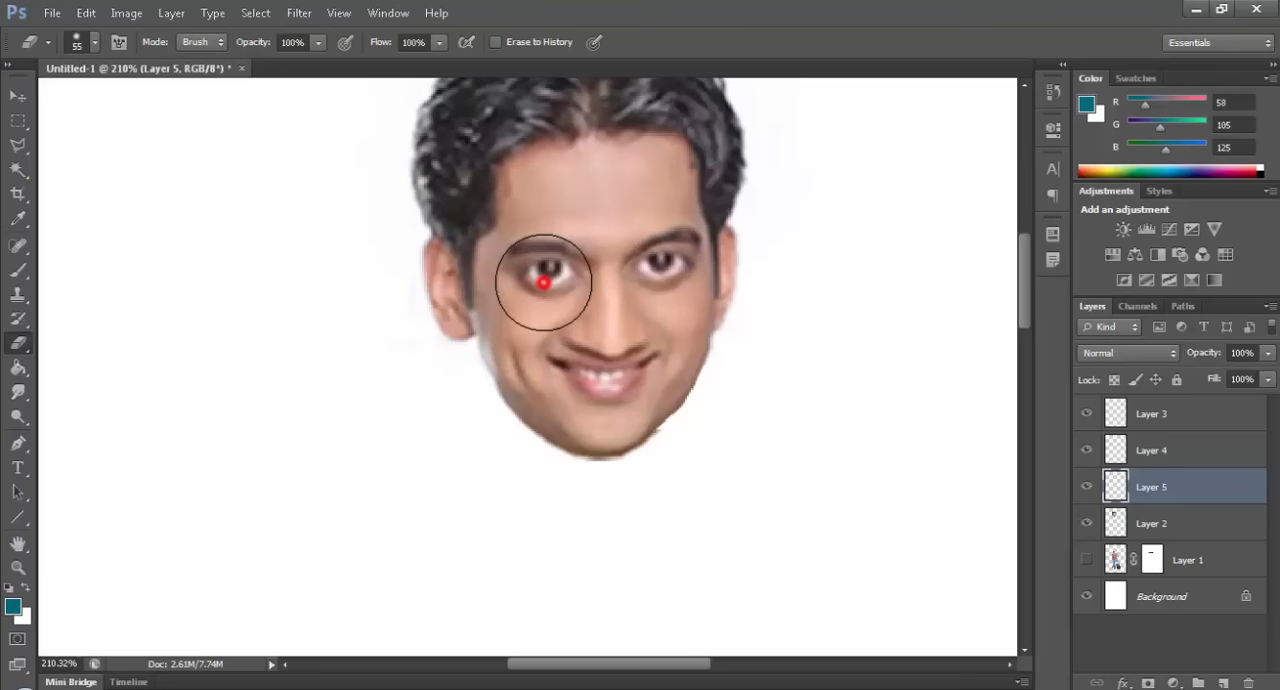 Ps File Edit Image Layer Type Select Filter View Window Help
55 Mode: Brush Opacity: 100% Flow: 100% Erase to History Essentials
Untitled-1 @ 210% (Layer 5, RGB/8*) * ×
Color Swatches
R 58
G 105
B 125
Adjustments Styles
Add an adjustment
Layers Channels Paths
Kind
Normal Opacity: 100%
Lock: Fill: 100%
Layer 3
Layer 4
Layer 5
Layer 2
Layer 1
Background
210.32% Doc: 2.61M/7.74M
Mini Bridge Timeline